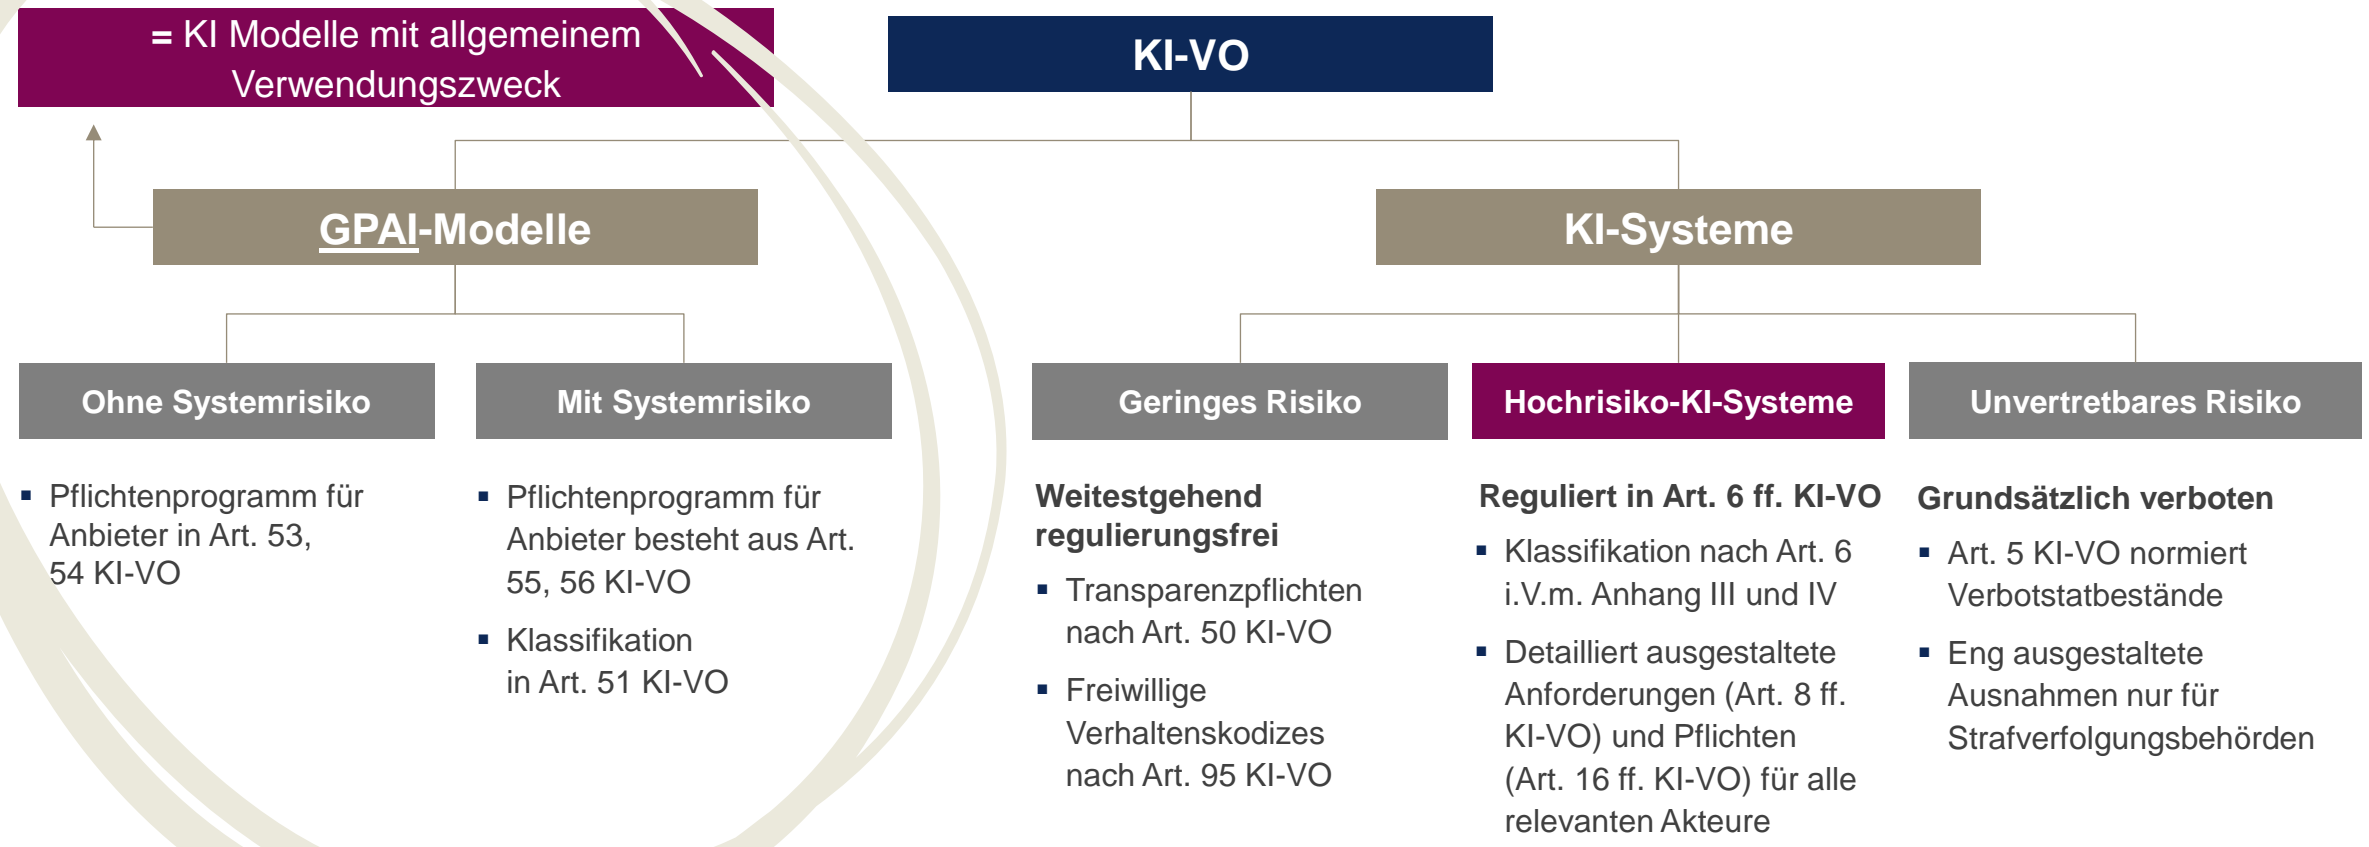 = KI Modelle mit allgemeinem
Verwendungszweck
KI-VO
GPAI-Modelle
KI-Systeme
Ohne Systemrisiko
Mit Systemrisiko
Geringes Risiko
Hochrisiko-KI-Systeme
Unvertretbares Risiko
▪ Pflichtenprogramm für
Anbieter in Art. 53,
54 KI-VO
▪ Pflichtenprogramm für
Anbieter besteht aus Art.
55, 56 KI-VO
▪ Klassifikation
in Art. 51 KI-VO
Weitestgehend
regulierungsfrei
▪ Transparenzpflichten
nach Art. 50 KI-VO
▪ Freiwillige
Verhaltenskodizes
nach Art. 95 KI-VO
Reguliert in Art. 6 ff. KI-VO
▪ Klassifikation nach Art. 6
i.V.m. Anhang III und IV
▪ Detailliert ausgestaltete
Anforderungen (Art. 8 ff.
KI-VO) und Pflichten
(Art. 16 ff. KI-VO) für alle
relevanten Akteure
Grundsätzlich verboten
▪ Art. 5 KI-VO normiert
Verbotstatbestände
▪ Eng ausgestaltete
Ausnahmen nur für
Strafverfolgungsbehörden